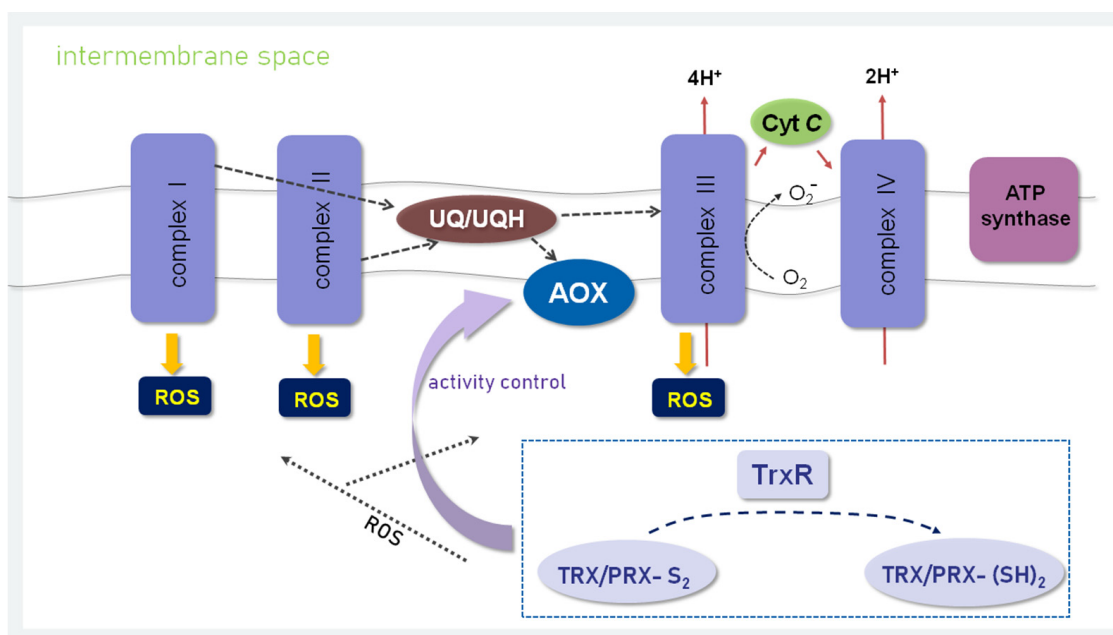 intermembrane space
4H⁺
2H⁺
Cyt C
complex I
complex II
complex III
complex IV
ATP
synthase
UQ/UQH
O₂⁻
O₂
AOX
activity control
ROS
ROS
ROS
ROS
TrxR
TRX/PRX- S₂
TRX/PRX- (SH)₂